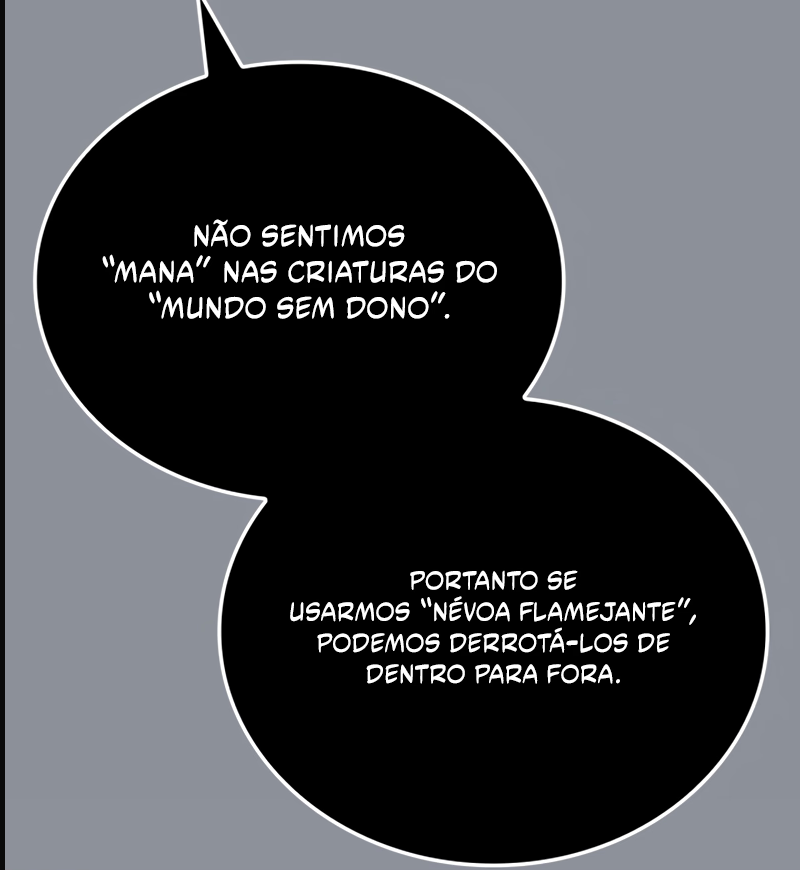 NÃO SENTIMOS
“MANA” NAS CRIATURAS DO
“MUNDO SEM DONO”.
PORTANTO SE
USARMOS “NÉVOA FLAMEJANTE”,
PODEMOS DERROTÁ-LOS DE
DENTRO PARA FORA.